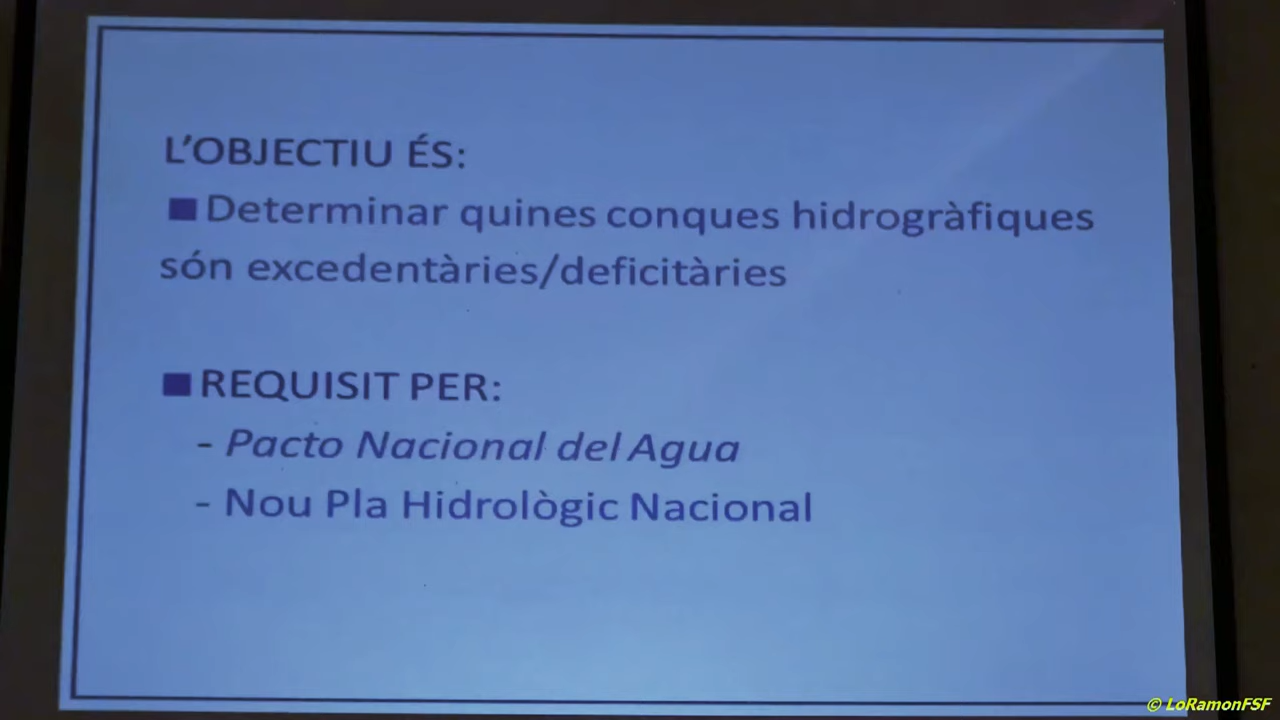 L'OBJECTIU ÉS:
■ Determinar quines conques hidrogràfiques
són excedentàries/deficitàries
■ REQUISIT PER:
- Pacto Nacional del Agua
- Nou Pla Hidrològic Nacional
© LoRamonFSF